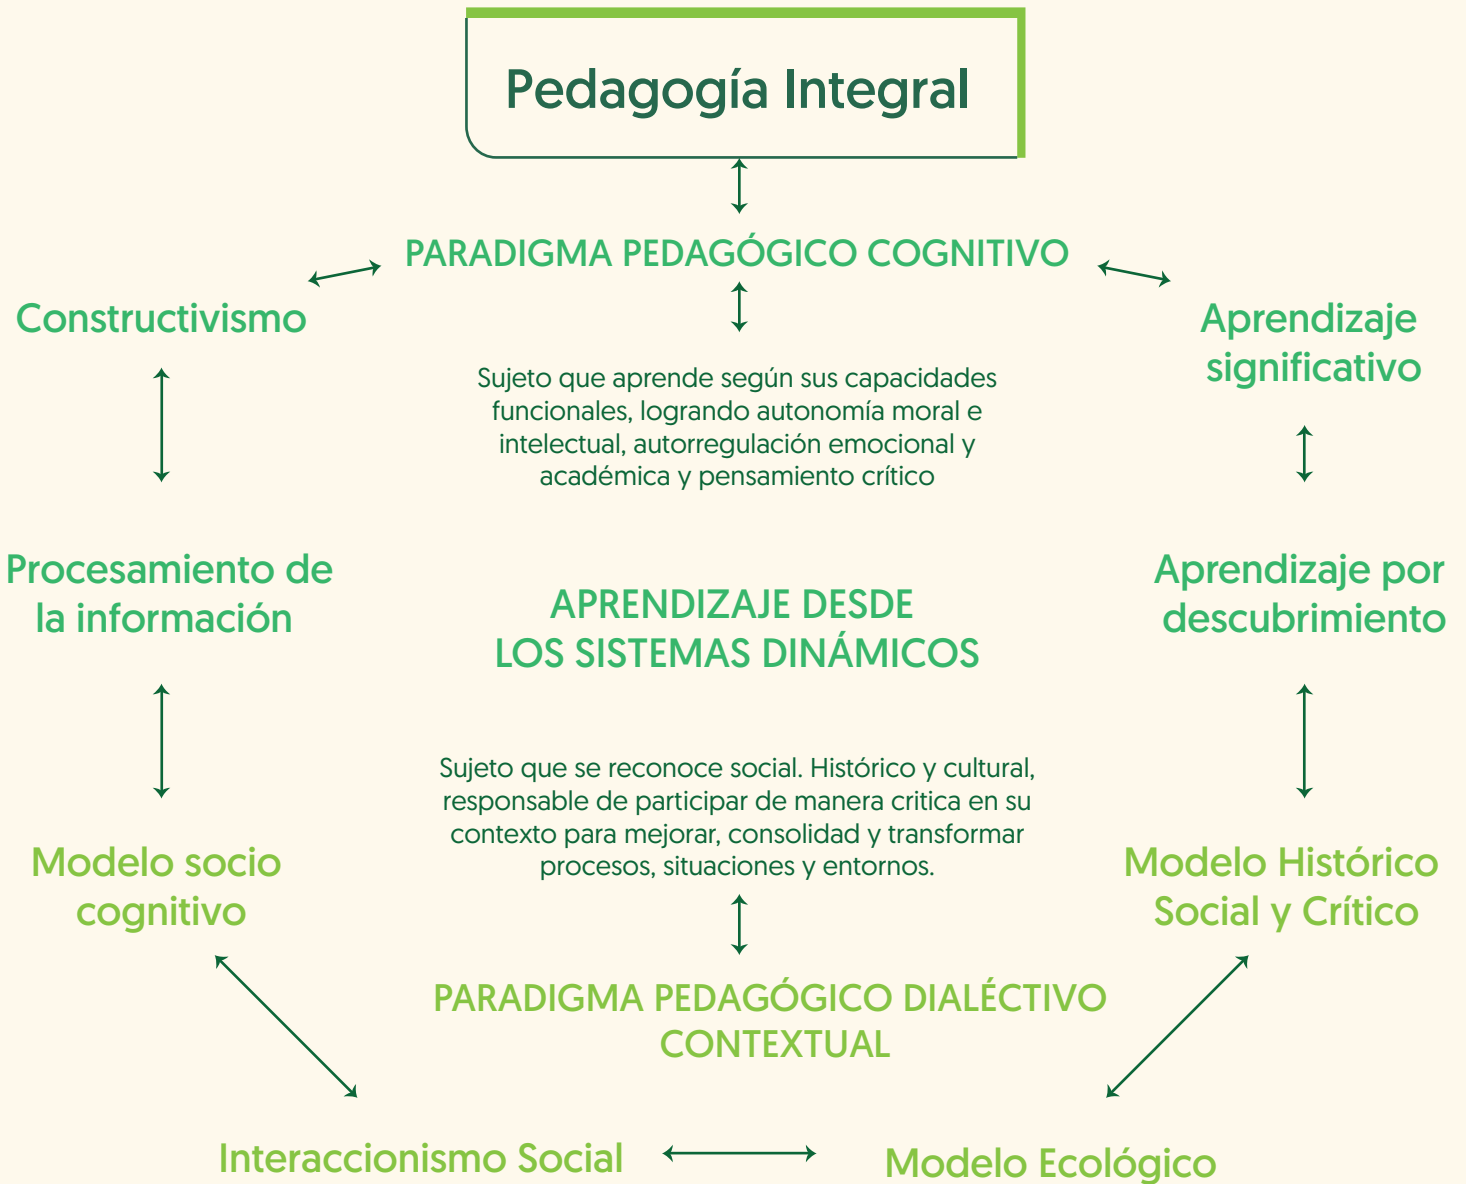 Pedagogía Integral
PARADIGMA PEDAGÓGICO COGNITIVO
Constructivismo
Aprendizaje
significativo
Sujeto que aprende según sus capacidades
funcionales, logrando autonomía moral e
intelectual, autorregulación emocional y
académica y pensamiento crítico
Procesamiento de
la información
APRENDIZAJE DESDE
LOS SISTEMAS DINÁMICOS
Aprendizaje por
descubrimiento
Sujeto que se reconoce social. Histórico y cultural,
responsable de participar de manera critica en su
contexto para mejorar, consolidad y transformar
procesos, situaciones y entornos.
Modelo socio
cognitivo
Modelo Histórico
Social y Crítico
PARADIGMA PEDAGÓGICO DIALÉCTIVO
CONTEXTUAL
Interaccionismo Social
Modelo Ecológico